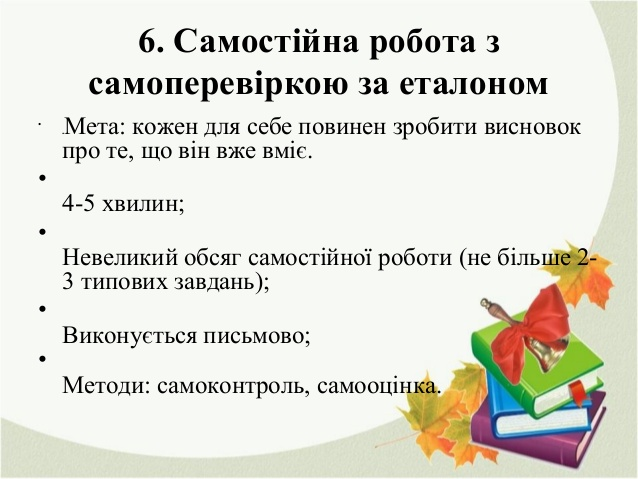 6. Самостійна робота з
самоперевіркою за еталоном
• Мета: кожен для себе повинен зробити висновок
про те, що він вже вміє.
•
4-5 хвилин;
•
Невеликий обсяг самостійної роботи (не більше 2-
3 типових завдань);
•
Виконується письмово;
•
Методи: самоконтроль, самооцінка.